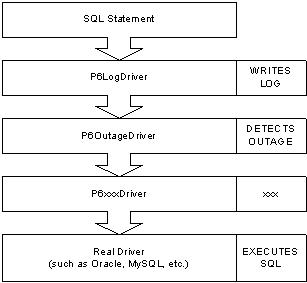 SQL Statement
P6LogDriver
WRITES
LOG
P6OutageDriver
DETECTS
OUTAGE
P6xxxDriver
xxx
Real Driver
(such as Oracle, MySQL, etc.)
EXECUTES
SQL